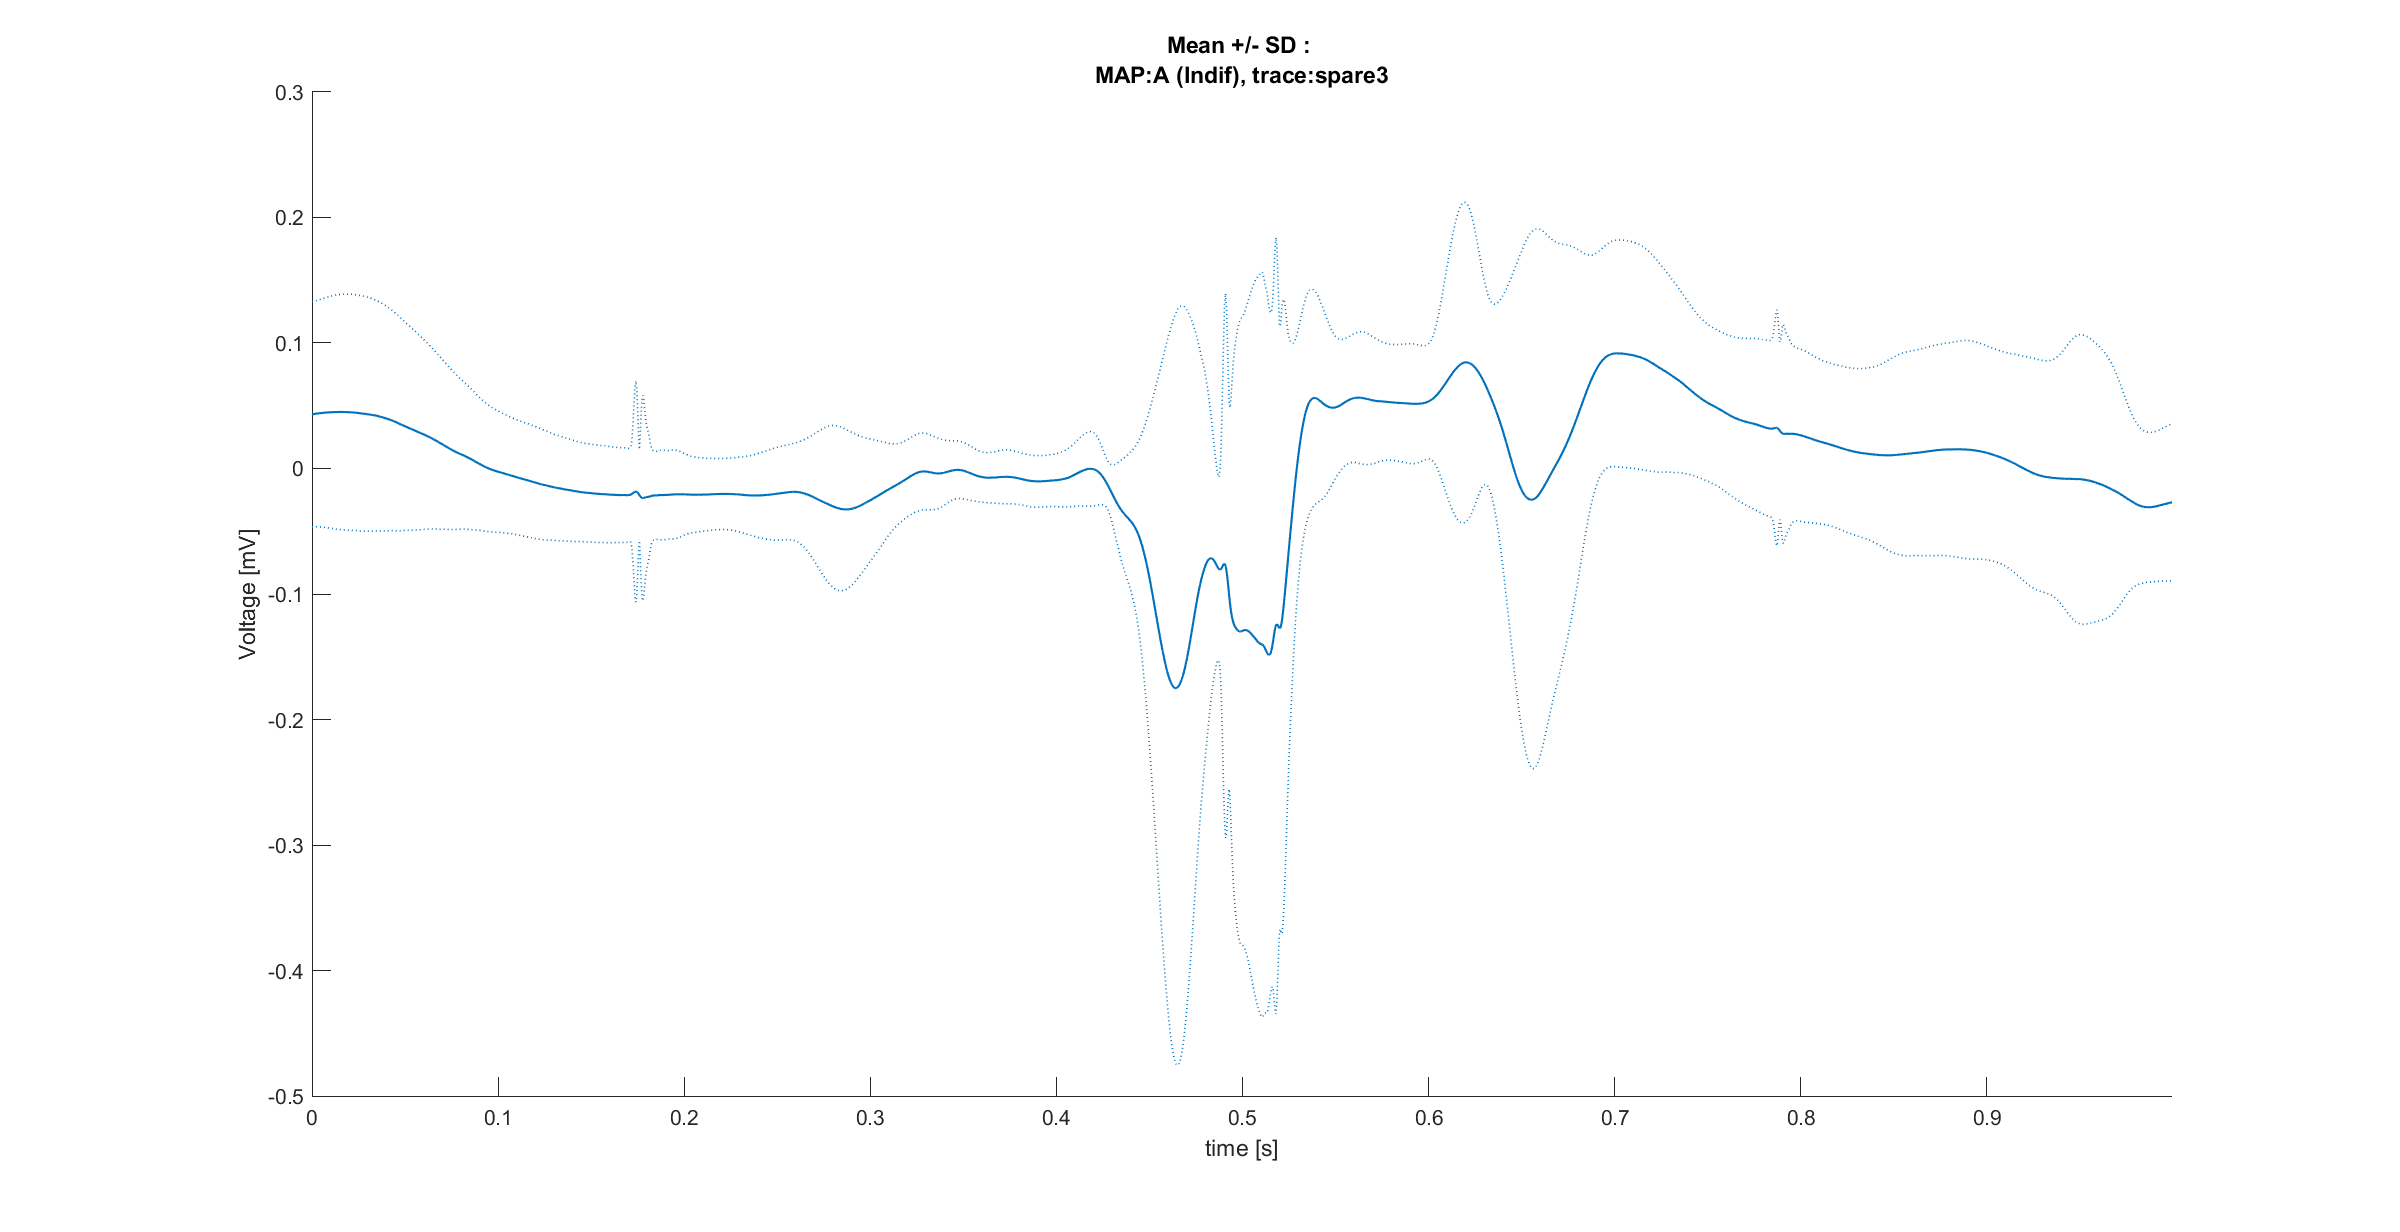 Mean +/- SD :
MAP:A (Indif), trace:spare3
0.3
0.2
0.1
0
-0.1
-0.2
-0.3
-0.4
-0.5
Voltage [mV]
0 0.1 0.2 0.3 0.4 0.5 0.6 0.7 0.8 0.9
time [s]